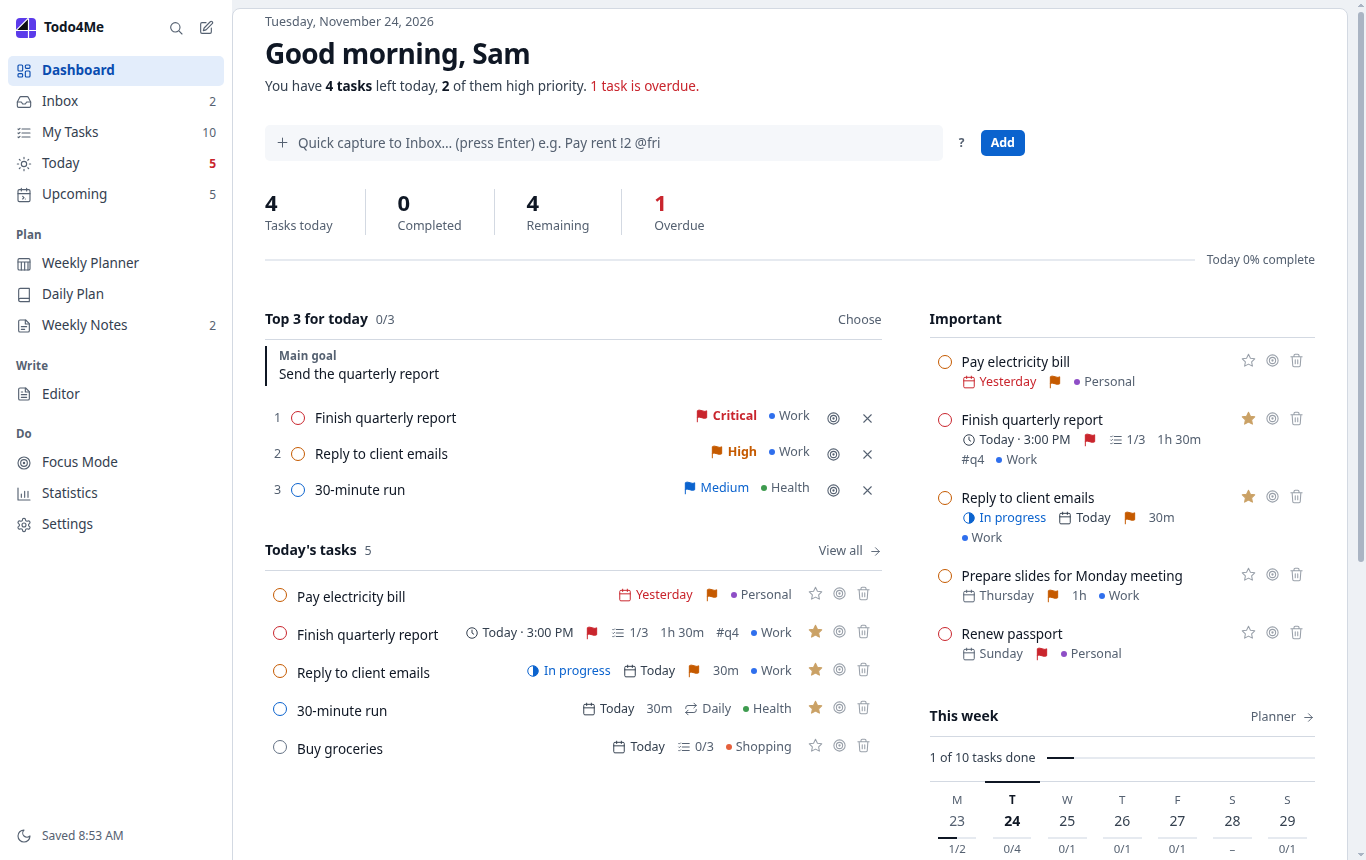 Todo4Me
Dashboard
Inbox 2
My Tasks 10
Today 5
Upcoming 5
Plan
Weekly Planner
Daily Plan
Weekly Notes 2
Write
Editor
Do
Focus Mode
Statistics
Settings
Saved 8:53 AM
Tuesday, November 24, 2026
Good morning, Sam
You have 4 tasks left today, 2 of them high priority. 1 task is overdue.
Quick capture to Inbox... (press Enter) e.g. Pay rent !2 @fri
? Add
4 0 4 1
Tasks today Completed Remaining Overdue
Today 0% complete
Top 3 for today 0/3 Choose
Main goal
Send the quarterly report
1 Finish quarterly report Critical Work
2 Reply to client emails High Work
3 30-minute run Medium Health
Today's tasks 5 View all →
Pay electricity bill Yesterday Personal
Finish quarterly report Today · 3:00 PM 1/3 1h 30m #q4 Work
Reply to client emails In progress Today 30m Work
30-minute run Today 30m Daily Health
Buy groceries Today 0/3 Shopping
Important
Pay electricity bill
Yesterday Personal
Finish quarterly report
Today · 3:00 PM 1/3 1h 30m
#q4 Work
Reply to client emails
In progress Today 30m
Work
Prepare slides for Monday meeting
Thursday 1h Work
Renew passport
Sunday Personal
This week Planner →
1 of 10 tasks done
M T W T F S S
23 24 25 26 27 28 29
1/2 0/4 0/1 0/1 0/1 – 0/1